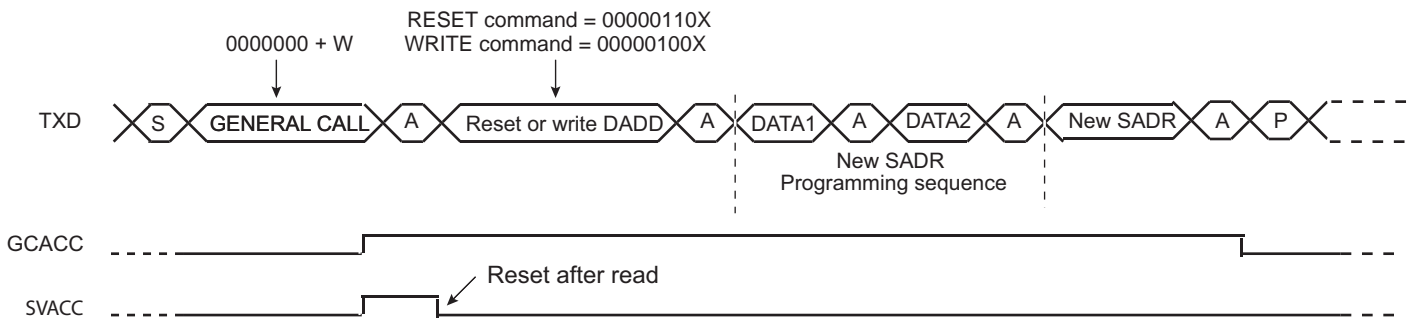 RESET command = 00000110X
0000000 + W WRITE command = 00000100X
TXD S GENERAL CALL A Reset or write DADD A DATA1 A DATA2 A New SADR A P
New SADR
Programming sequence
GCACC
Reset after read
SVACC